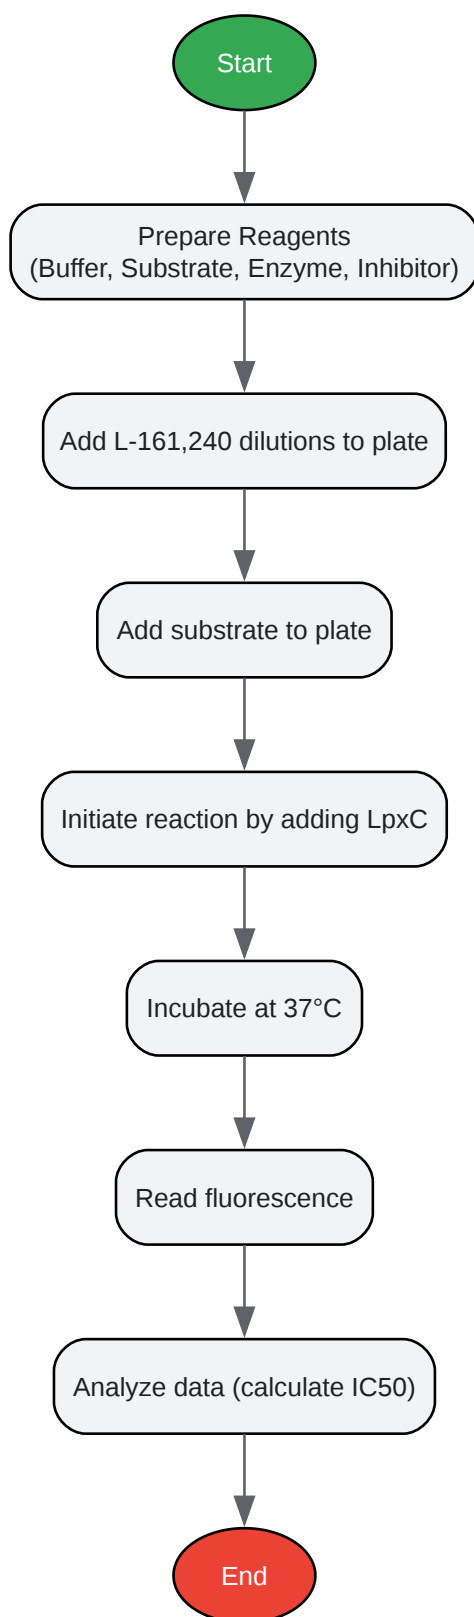 Start
Prepare Reagents
(Buffer, Substrate, Enzyme, Inhibitor)
Add L-161,240 dilutions to plate
Add substrate to plate
Initiate reaction by adding LpxC
Incubate at 37°C
Read fluorescence
Analyze data (calculate IC50)
End